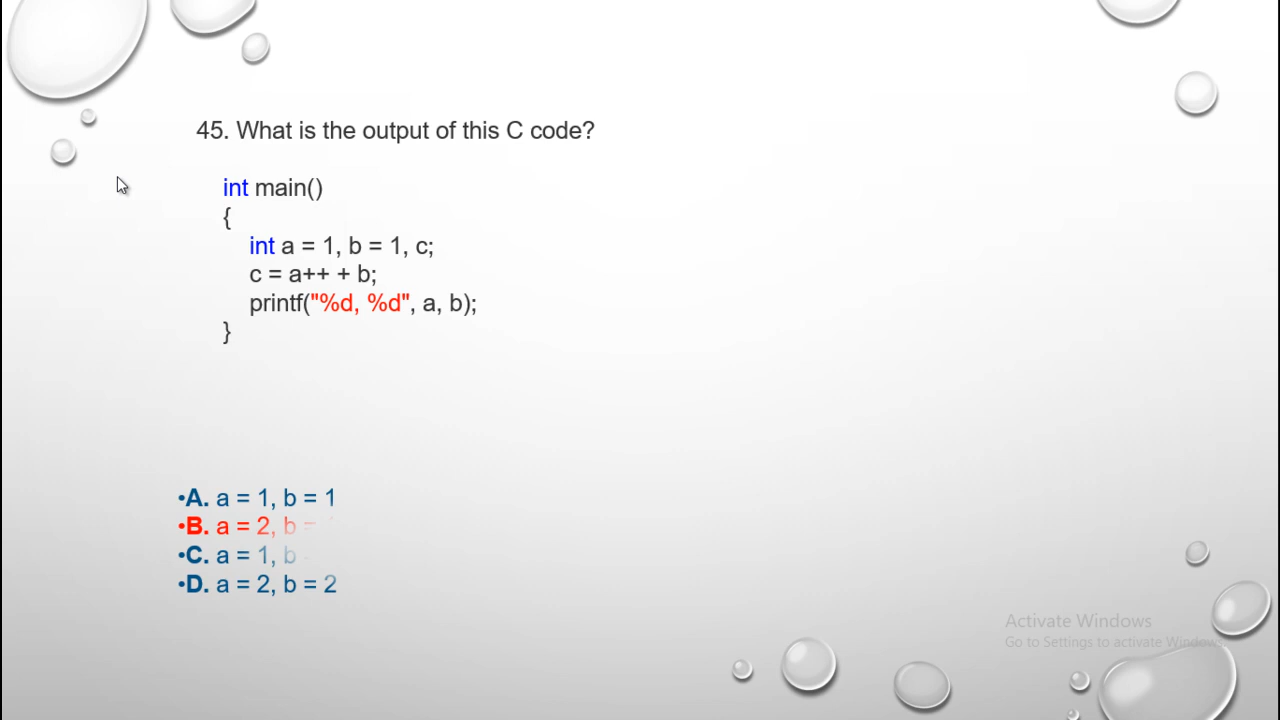 45. What is the output of this C code?
int main()
{
int a = 1, b = 1, c;
c = a++ + b;
printf("%d, %d", a, b);
}
•A. a = 1, b = 1
•B. a = 2, b =
•C. a = 1, b
•D. a = 2, b = 2
Activate Windows
Go to Settings to activate Windows.